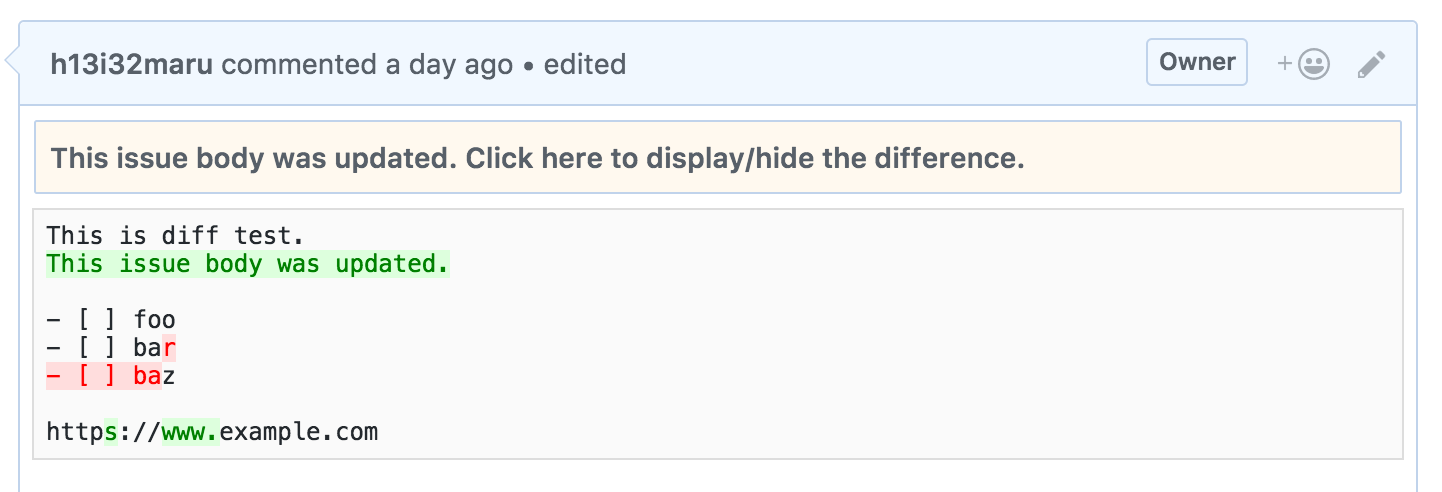 h13i32maru commented a day ago • edited Owner +
This issue body was updated. Click here to display/hide the difference.
This is diff test.
This issue body was updated.
- [ ] foo
- [ ] bar
- [ ] baz
https://www.example.com